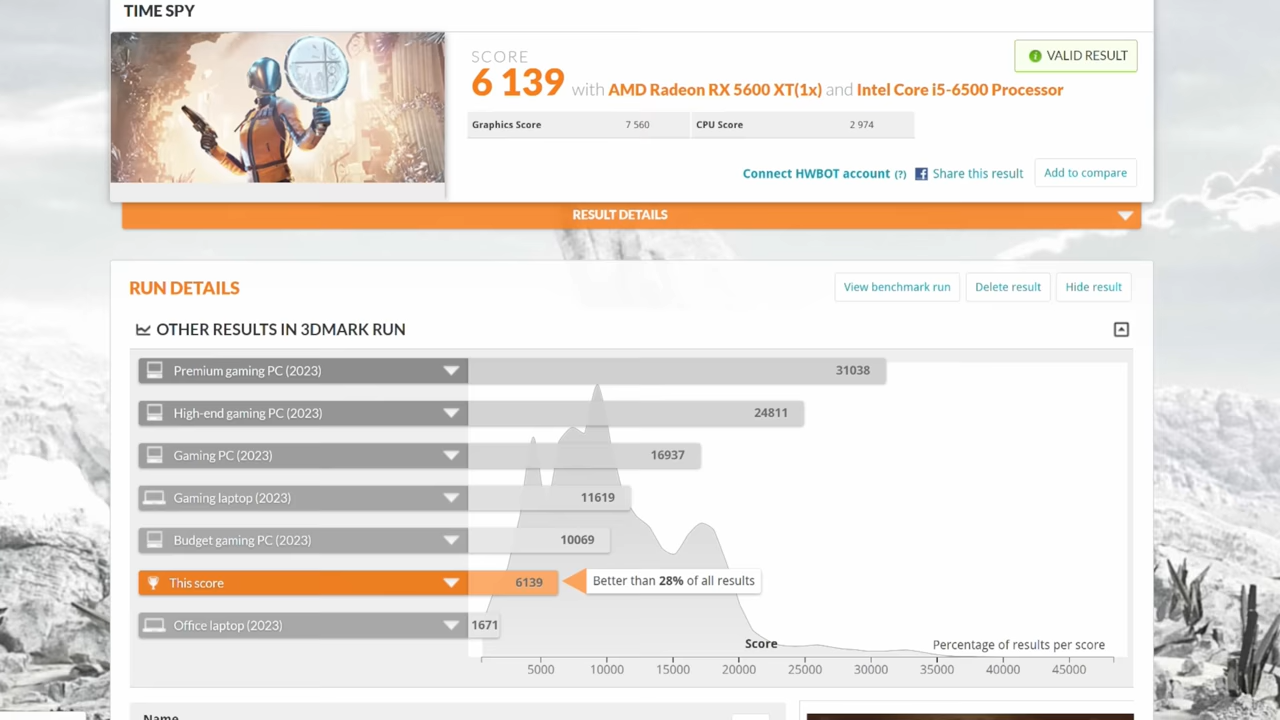 TIME SPY
SCORE
6 139 with AMD Radeon RX 5600 XT(1x) and Intel Core i5-6500 Processor
VALID RESULT
Graphics Score 7 560 CPU Score 2 974
Connect HWBOT account (?) Share this result Add to compare
RESULT DETAILS
RUN DETAILS
View benchmark run Delete result Hide result
OTHER RESULTS IN 3DMARK RUN
Premium gaming PC (2023) 31038
High-end gaming PC (2023) 24811
Gaming PC (2023) 16937
Gaming laptop (2023) 11619
Budget gaming PC (2023) 10069
This score 6139 Better than 28% of all results
Office laptop (2023) 1671
Score Percentage of results per score
5000 10000 15000 20000 25000 30000 35000 40000 45000
Name